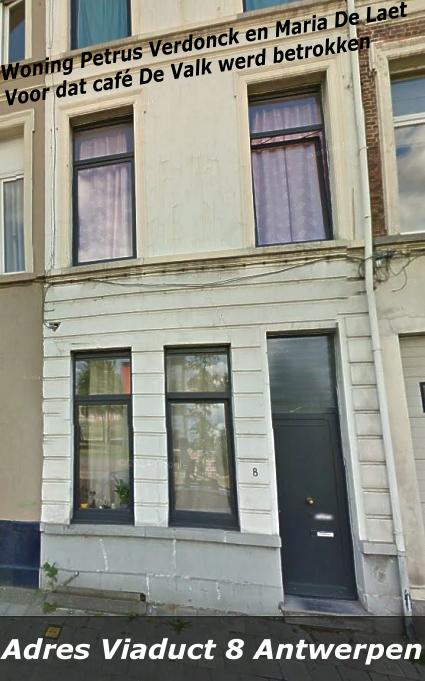 Woning Petrus Verdonck en Maria De Laet
Voor dat café De Valk werd betrokken
8
Adres Viaduct 8 Antwerpen